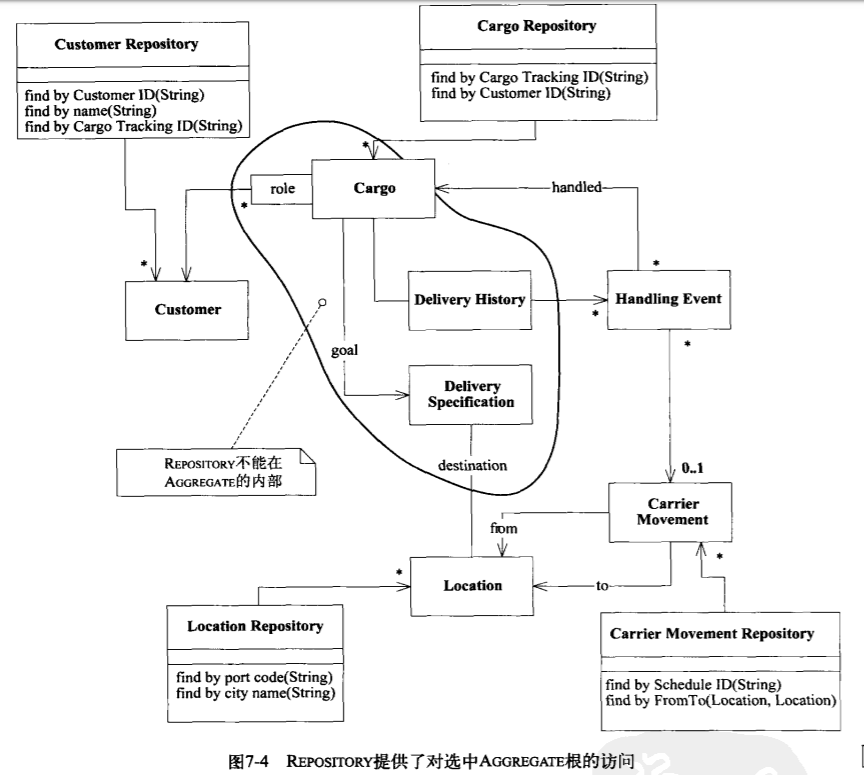 Customer Repository
find by Customer ID(String)
find by name(String)
find by Cargo Tracking ID(String)
Cargo Repository
find by Cargo Tracking ID(String)
find by Customer ID(String)
*
role
*
Cargo
handled
*
*
Customer
Delivery History
*
Handling Event
*
goal
Delivery
Specification
REPOSITORY不能在
AGGREGATE的内部
destination
0..1
Carrier
Movement
from
*
*
Location
to
Location Repository
find by port code(String)
find by city name(String)
Carrier Movement Repository
find by Schedule ID(String)
find by FromTo(Location, Location)
图7-4 REPOSITORY提供了对选中AGGREGATE根的访问